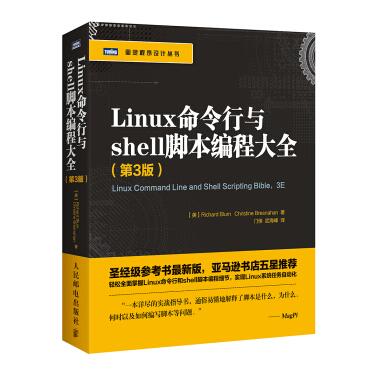 TURING
图灵程序设计丛书
Linux命令行与
shell脚本编程大全
(第3版)
Linux Command Line and Shell Scripting Bible, 3E
[美] Richard Blum Christine Bresnahan 著
门佳 武海峰 译
圣经级参考书最新版,亚马逊书店五星推荐
轻松全面掌握Linux命令行和shell脚本编程细节,实现Linux系统任务自动化
“一本详尽的实战指导书,通俗易懂地解释了脚本是什么,为什么、
何时以及如何编写脚本等问题。”
——MagPi
Linux命令行与
shell脚本编程大全
(第3版)
人民邮电出版社